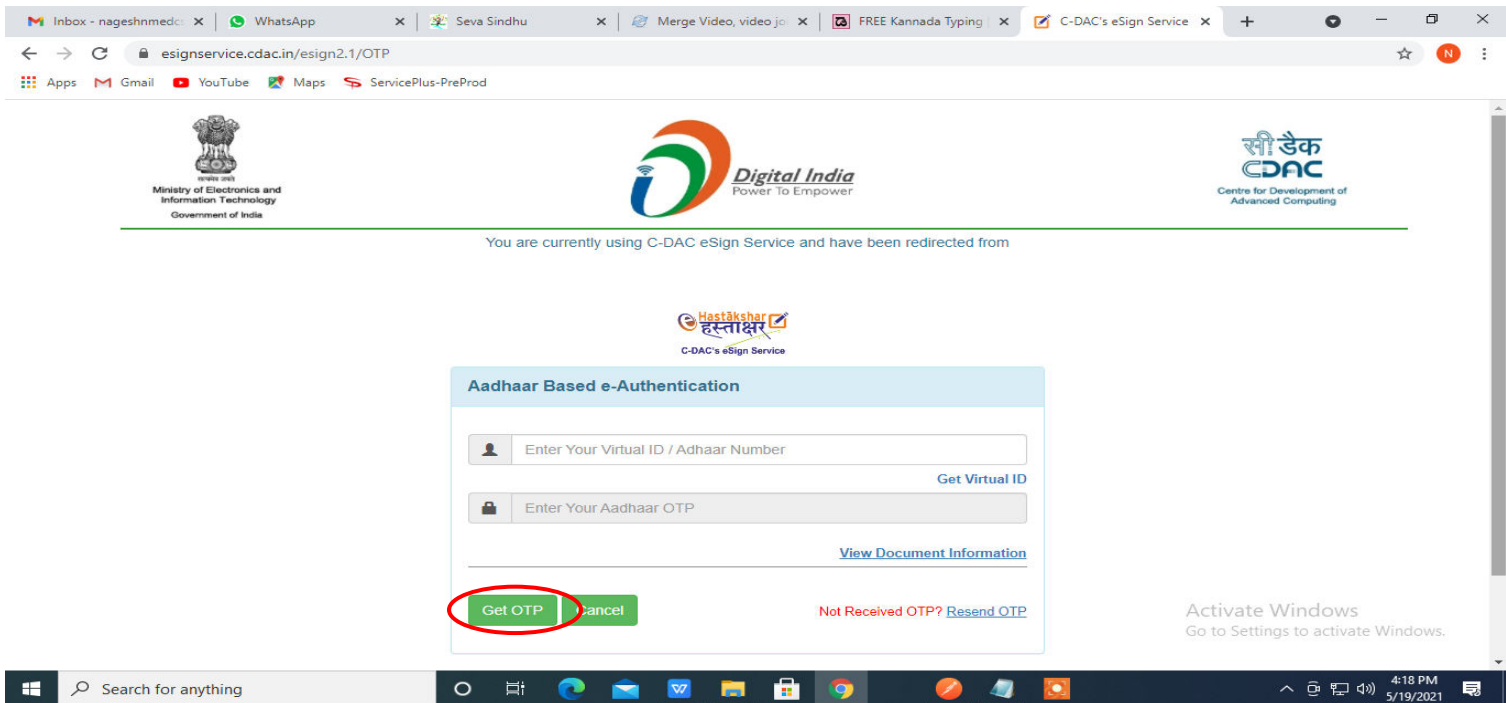 Inbox - nageshnmedcs
WhatsApp
Seva Sindhu
Merge Video, video joi
FREE Kannada Typing
C-DAC's eSign Service
esignservice.cdac.in/esign2.1/OTP
N
Apps
Gmail
YouTube
Maps
ServicePlus-PreProd
सत्यमेव जयते
Ministry of Electronics and
Information Technology
Government of India
Digital India
Power To Empower
सी डैक
CDAC
Centre for Development of
Advanced Computing
You are currently using C-DAC eSign Service and have been redirected from
e Hastākshar
हस्ताक्षर
C-DAC's eSign Service
Aadhaar Based e-Authentication
Enter Your Virtual ID / Adhaar Number
Get Virtual ID
Enter Your Aadhaar OTP
View Document Information
Get OTP
Cancel
Not Received OTP? Resend OTP
Activate Windows
Go to Settings to activate Windows.
Search for anything
4:18 PM
5/19/2021